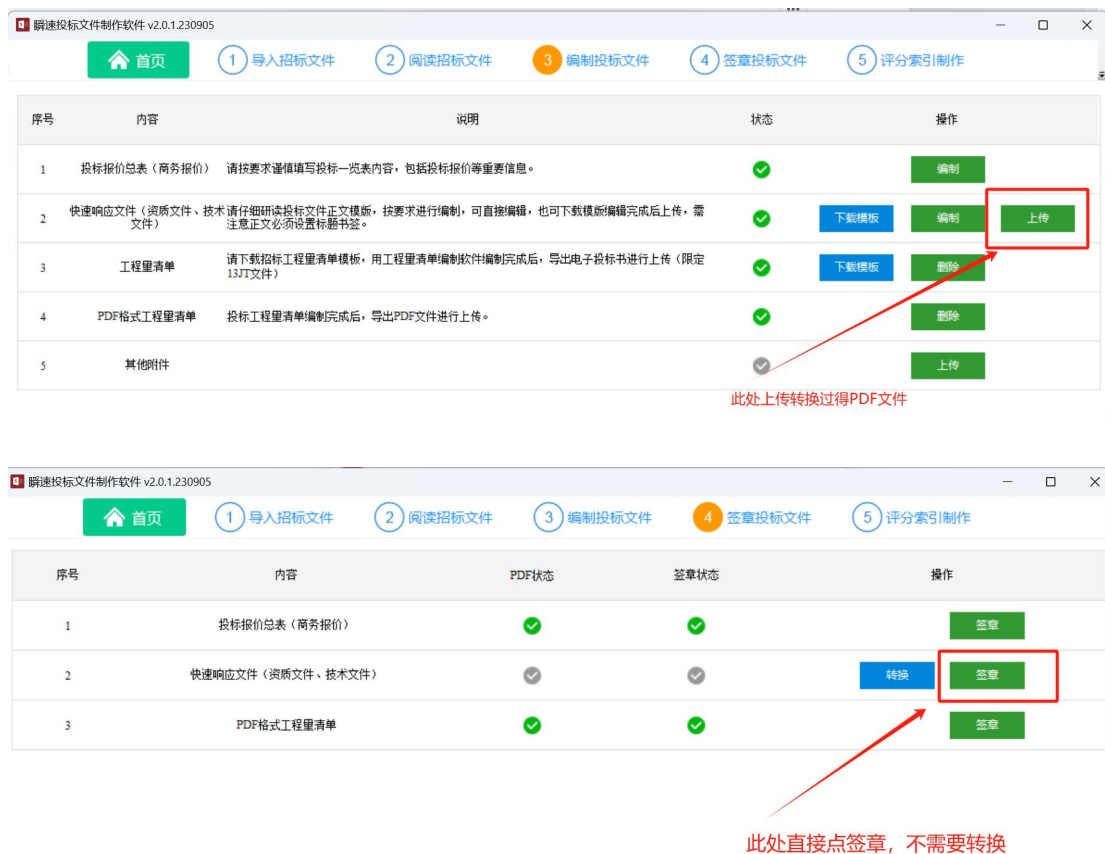 瞬速投标文件制作软件 v2.0.1.230905
首页 1 导入招标文件 2 阅读招标文件 3 编制投标文件 4 签章投标文件 5 评分索引制作
序号 内容 说明 状态 操作
1 投标报价总表（商务报价） 请按要求谨慎填写投标一览表内容，包括投标报价等重要信息。 编制
2 快速响应文件（资质文件、技术文件） 请仔细研读投标文件正文模版，按要求进行编制，可直接编辑，也可下载模版编辑完成后上传，需
注意正文必须设置标题书签。 下载模板 编制 上传
3 工程量清单 请下载招标工程量清单模板，用工程量清单编制软件编制完成后，导出电子投标书进行上传（限定
13JT文件） 下载模板 删除
4 PDF格式工程量清单 投标工程量清单编制完成后，导出PDF文件进行上传。 删除
5 其他附件 上传
此处上传转换过得PDF文件
瞬速投标文件制作软件 v2.0.1.230905
首页 1 导入招标文件 2 阅读招标文件 3 编制投标文件 4 签章投标文件 5 评分索引制作
序号 内容 PDF状态 签章状态 操作
1 投标报价总表（商务报价） 签章
2 快速响应文件（资质文件、技术文件） 转换 签章
3 PDF格式工程量清单 签章
此处直接点签章，不需要转换